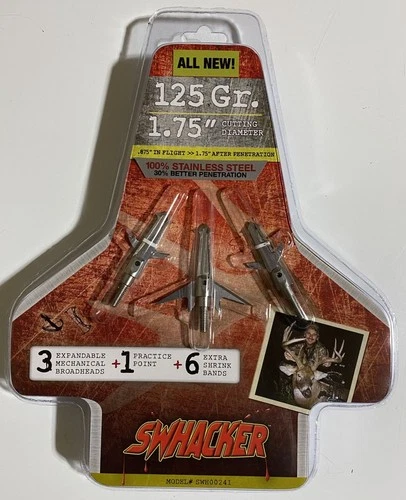 ALL NEW!
125 Gr.
1.75" CUTTING
DIAMETER
.875" IN FLIGHT >> 1.75" AFTER PENETRATION
100% STAINLESS STEEL
30% BETTER PENETRATION
3 EXPANDABLE MECHANICAL BROADHEADS +1 PRACTICE POINT +6 EXTRA SHRINK BANDS
SWHACKER
MODEL# SWH00241